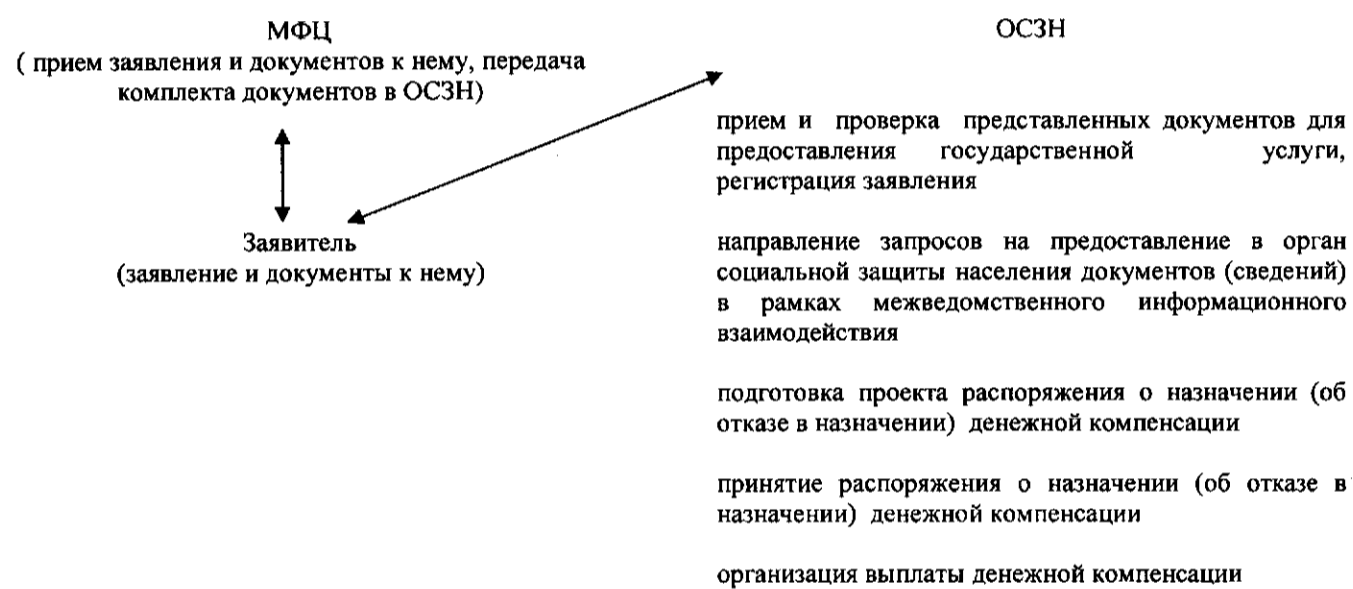 МФЦ
( прием заявления и документов к нему, передача
комплекта документов в ОСЗН)
Заявитель
(заявление и документы к нему)
ОСЗН
прием и проверка представленных документов для
предоставления государственной услуги,
регистрация заявления
направление запросов на предоставление в орган
социальной защиты населения документов (сведений)
в рамках межведомственного информационного
взаимодействия
подготовка проекта распоряжения о назначении (об
отказе в назначении) денежной компенсации
принятие распоряжения о назначении (об отказе в
назначении) денежной компенсации
организация выплаты денежной компенсации